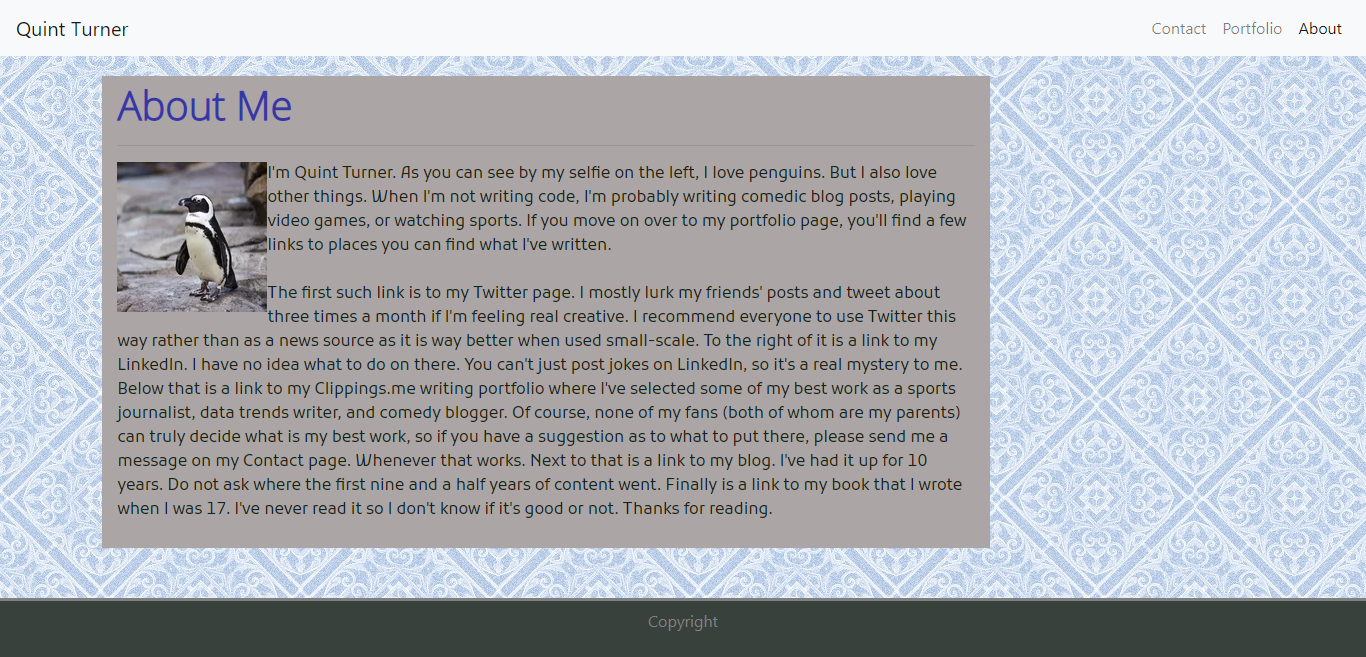 Quint Turner
Contact Portfolio About
About Me
I'm Quint Turner. As you can see by my selfie on the left, I love penguins. But I also love
other things. When I'm not writing code, I'm probably writing comedic blog posts, playing
video games, or watching sports. If you move on over to my portfolio page, you'll find a few
links to places you can find what I've written.
The first such link is to my Twitter page. I mostly lurk my friends' posts and tweet about
three times a month if I'm feeling real creative. I recommend everyone to use Twitter this
way rather than as a news source as it is way better when used small-scale. To the right of it is a link to my
LinkedIn. I have no idea what to do on there. You can't just post jokes on LinkedIn, so it's a real mystery to me.
Below that is a link to my Clippings.me writing portfolio where I've selected some of my best work as a sports
journalist, data trends writer, and comedy blogger. Of course, none of my fans (both of whom are my parents)
can truly decide what is my best work, so if you have a suggestion as to what to put there, please send me a
message on my Contact page. Whenever that works. Next to that is a link to my blog. I've had it up for 10
years. Do not ask where the first nine and a half years of content went. Finally is a link to my book that I wrote
when I was 17. I've never read it so I don't know if it's good or not. Thanks for reading.
Copyright